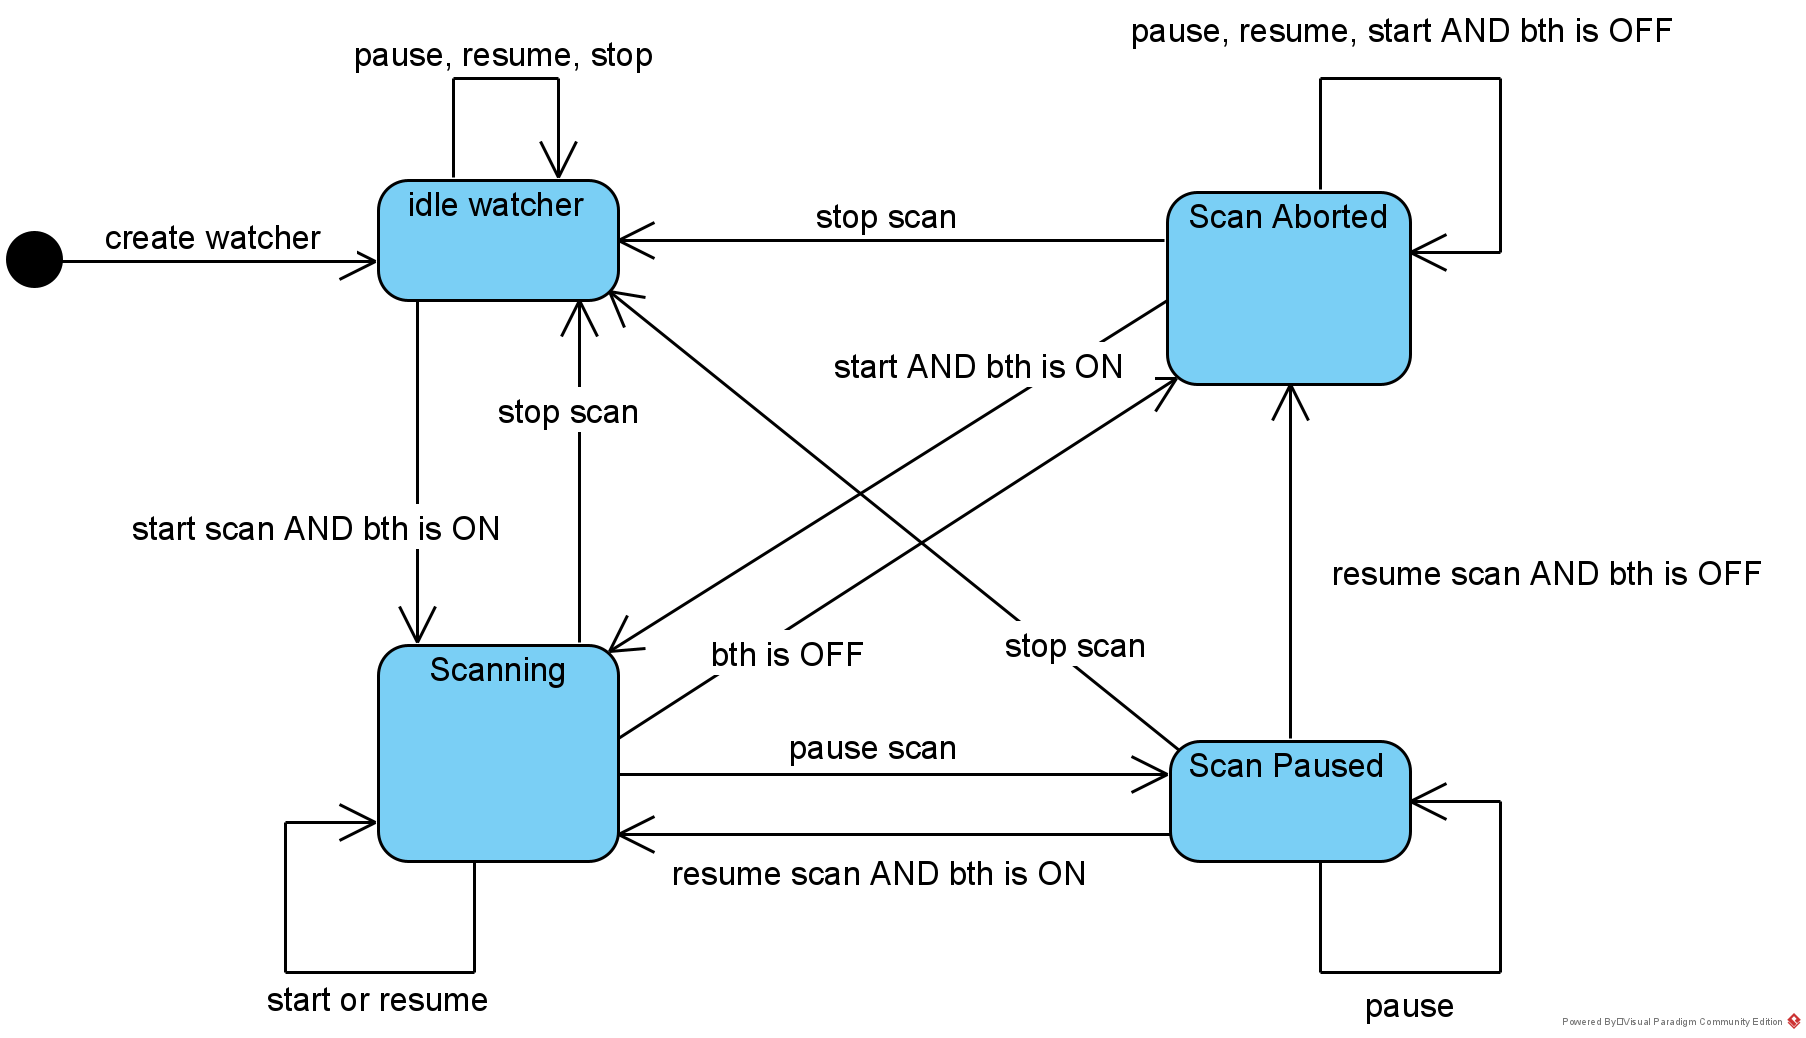 pause, resume, start AND bth is OFF
pause, resume, stop
idle watcher
Scan Aborted
stop scan
create watcher
start AND bth is ON
stop scan
start scan AND bth is ON
resume scan AND bth is OFF
stop scan
bth is OFF
Scanning
pause scan
Scan Paused
resume scan AND bth is ON
start or resume
pause
Powered By□Visual Paradigm Community Edition